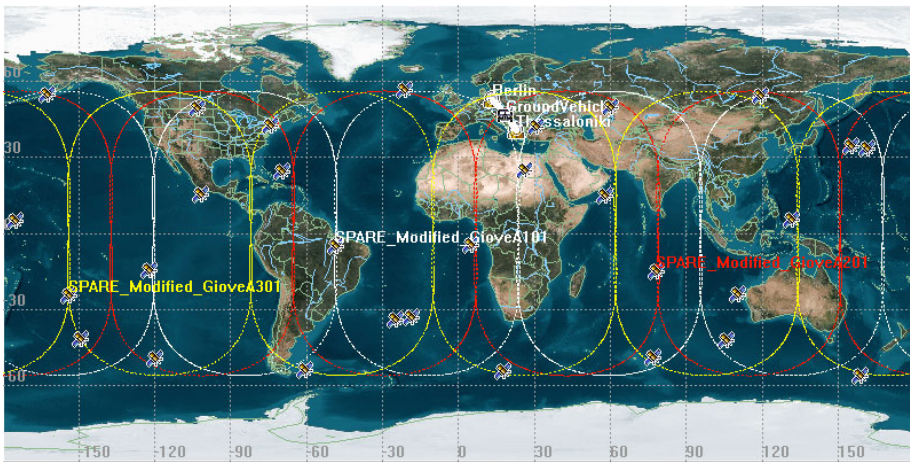 60
Berlin
GroundVehicl
Thessaloniki
30
0
SPARE_Modified_GioveA101
SPARE_Modified_GioveA201
SPARE_Modified_GioveA301
30
60
150 120 90 60 30 0 30 60 90 120 150